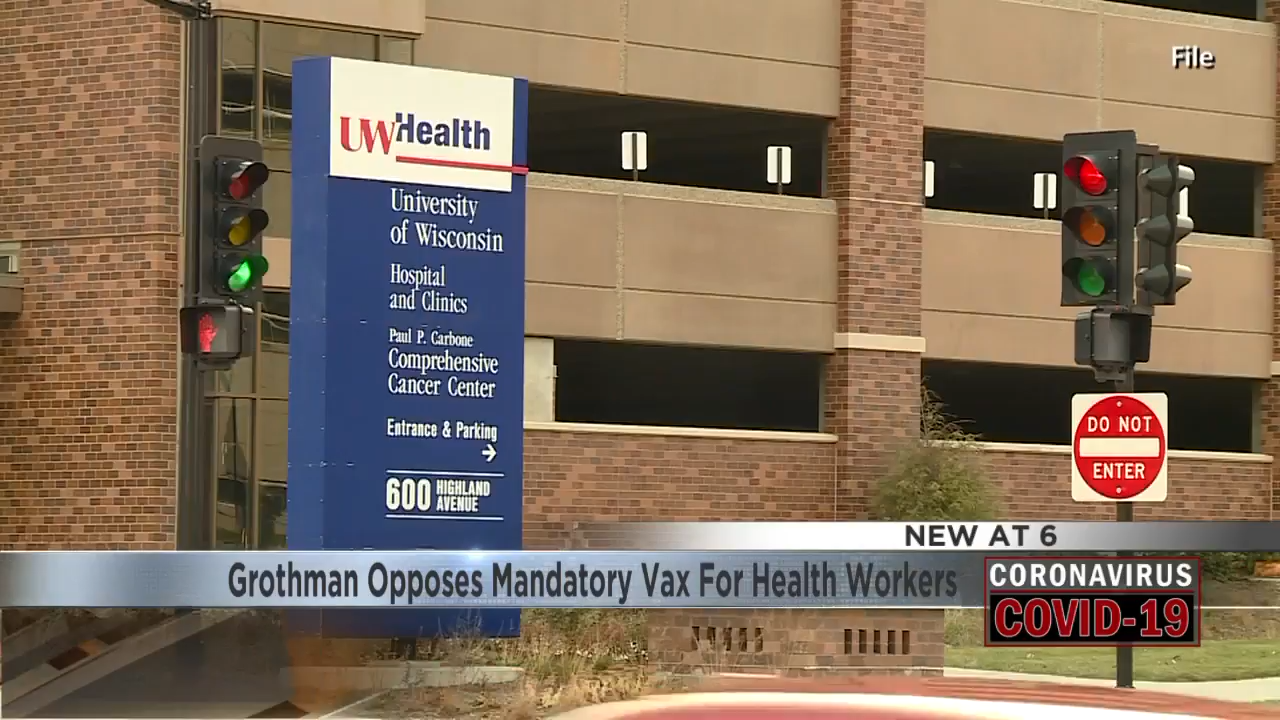 File
UWHealth
University
of Wisconsin
Hospital
and Clinics
Paul P. Carbone
Comprehensive
Cancer Center
Entrance & Parking
→
600 HIGHLAND
AVENUE
DO NOT
ENTER
NEW AT 6
Grothman Opposes Mandatory Vax For Health Workers
CORONAVIRUS
COVID-19